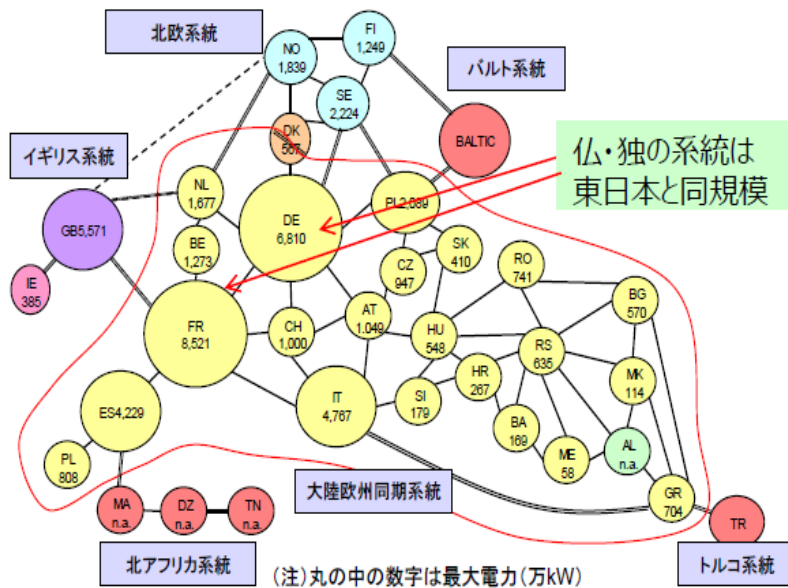 北欧系統
NO
1,839
FI
1,249
バルト系統
SE
2,224
DK
567
BALTIC
イギリス系統
仏・独の系統は
東日本と同規模
NL
1,677
DE
6,810
PL2,089
GB5,571
BE
1,273
SK
410
CZ
947
RO
741
IE
385
BG
570
FR
8,521
CH
1,000
AT
1.049
HU
548
RS
635
HR
267
MK
114
IT
4,767
SI
179
ES4,229
BA
169
ME
58
AL
n.a.
PL
808
大陸欧州同期系統
GR
704
MA
n.a.
DZ
n.a.
TN
n.a.
TR
北アフリカ系統
トルコ系統
(注)丸の中の数字は最大電力(万kW)